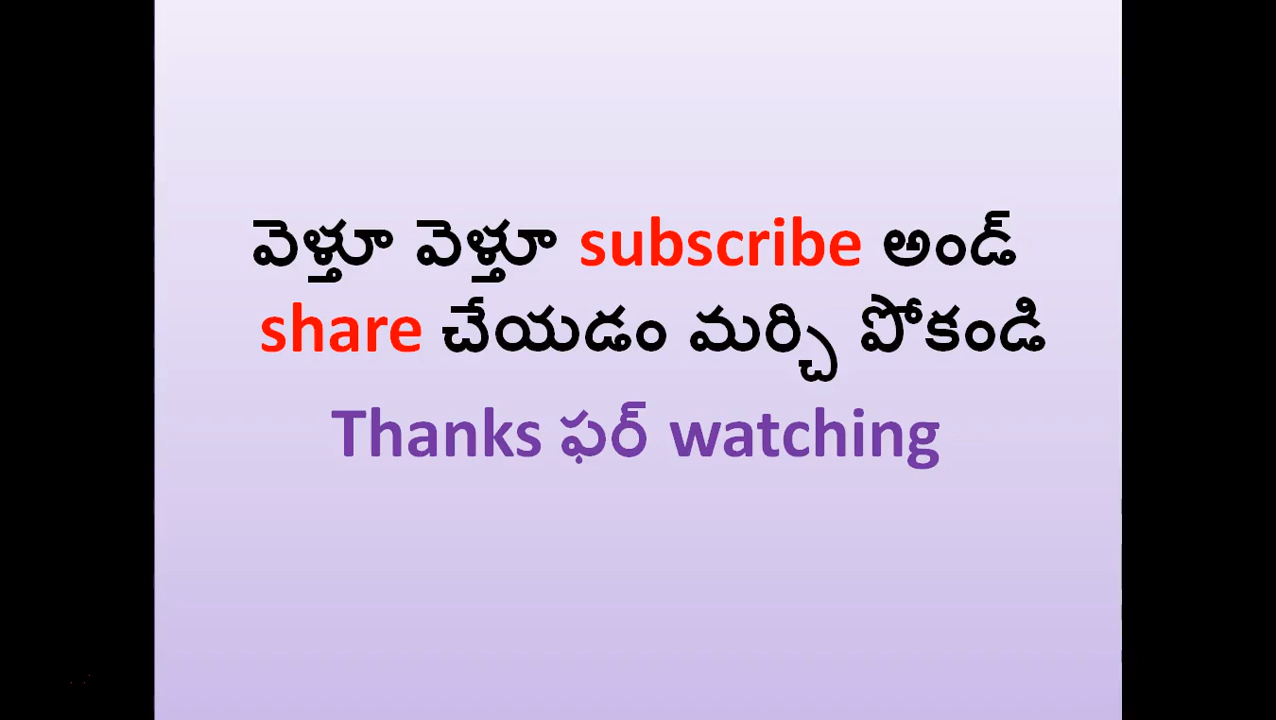 వెళ్తూ వెళ్తూ subscribe అండ్
share చేయడం మర్చి పోకండి
Thanks ఫర్ watching